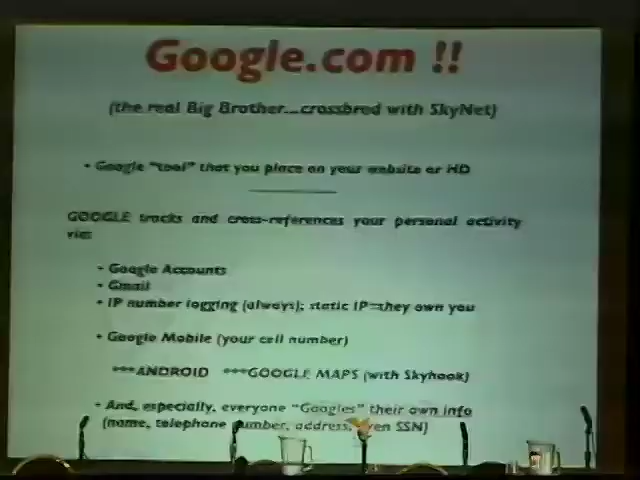 Google.com !!
(the real Big Brother...crossbred with SkyNet)
• Google "tool" that you place on your website or HD
GOOGLE tracks and cross-references your personal activity
via:
• Google Accounts
• Gmail
• IP number logging (always); static IP=they own you
• Google Mobile (your cell number)
***ANDROID ***GOOGLE MAPS (with Skyhook)
• And, especially, everyone "Googles" their own info
(name, telephone number, address, even SSN)